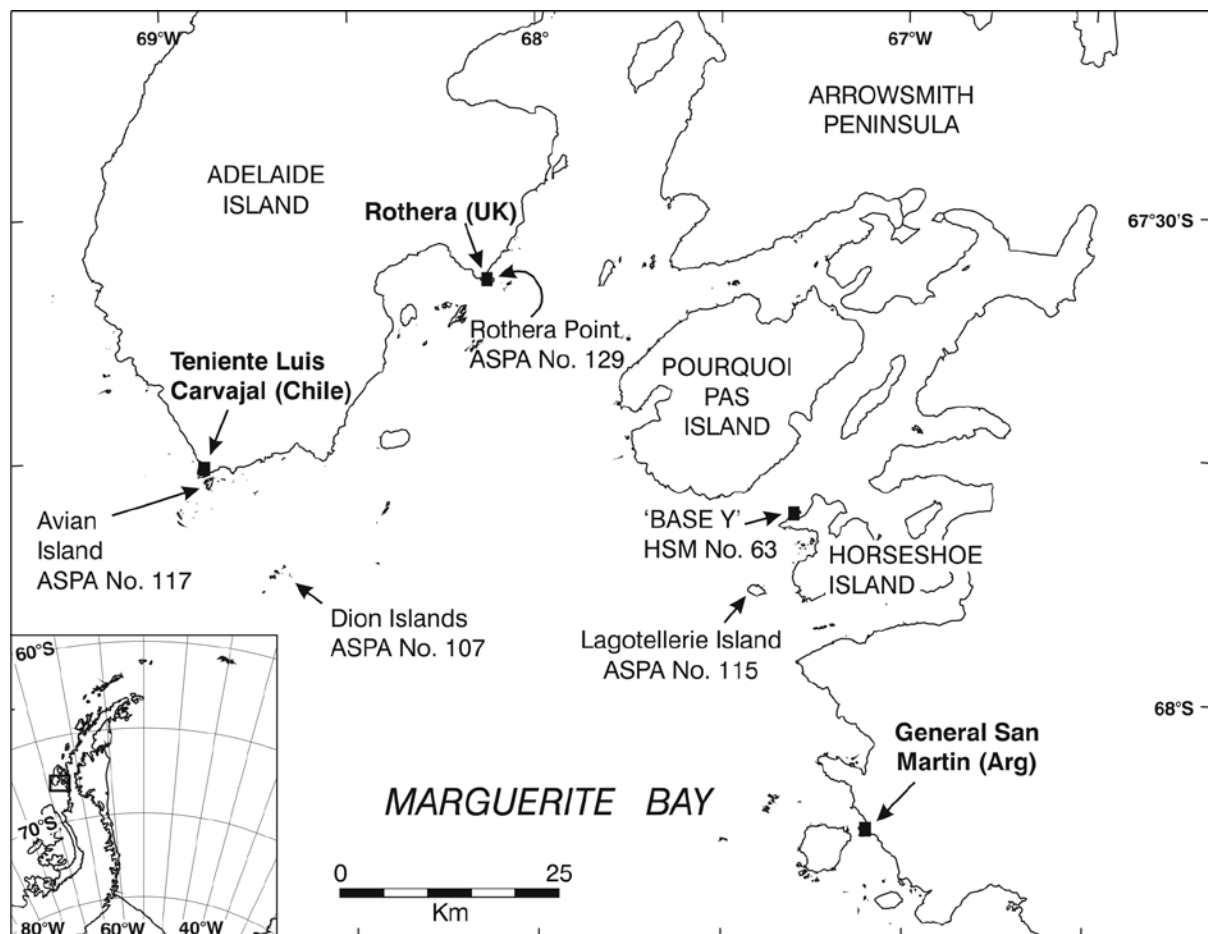 69°W
68°
67°W
ARROWSMITH
PENINSULA
ADELAIDE
ISLAND
Rothera (UK)
67°30'S
Rothera Point
ASPA No. 129
Teniente Luis
Carvajal (Chile)
POURQUOI
PAS
ISLAND
Avian
Island
ASPA No. 117
'BASE Y'
HSM No. 63
HORSESHOE
ISLAND
Dion Islands
ASPA No. 107
Lagotellerie Island
ASPA No. 115
60°S
68°S
General San
Martin (Arg)
MARGUERITE BAY
70°S
0 25
Km
80°W 60°W 40°W